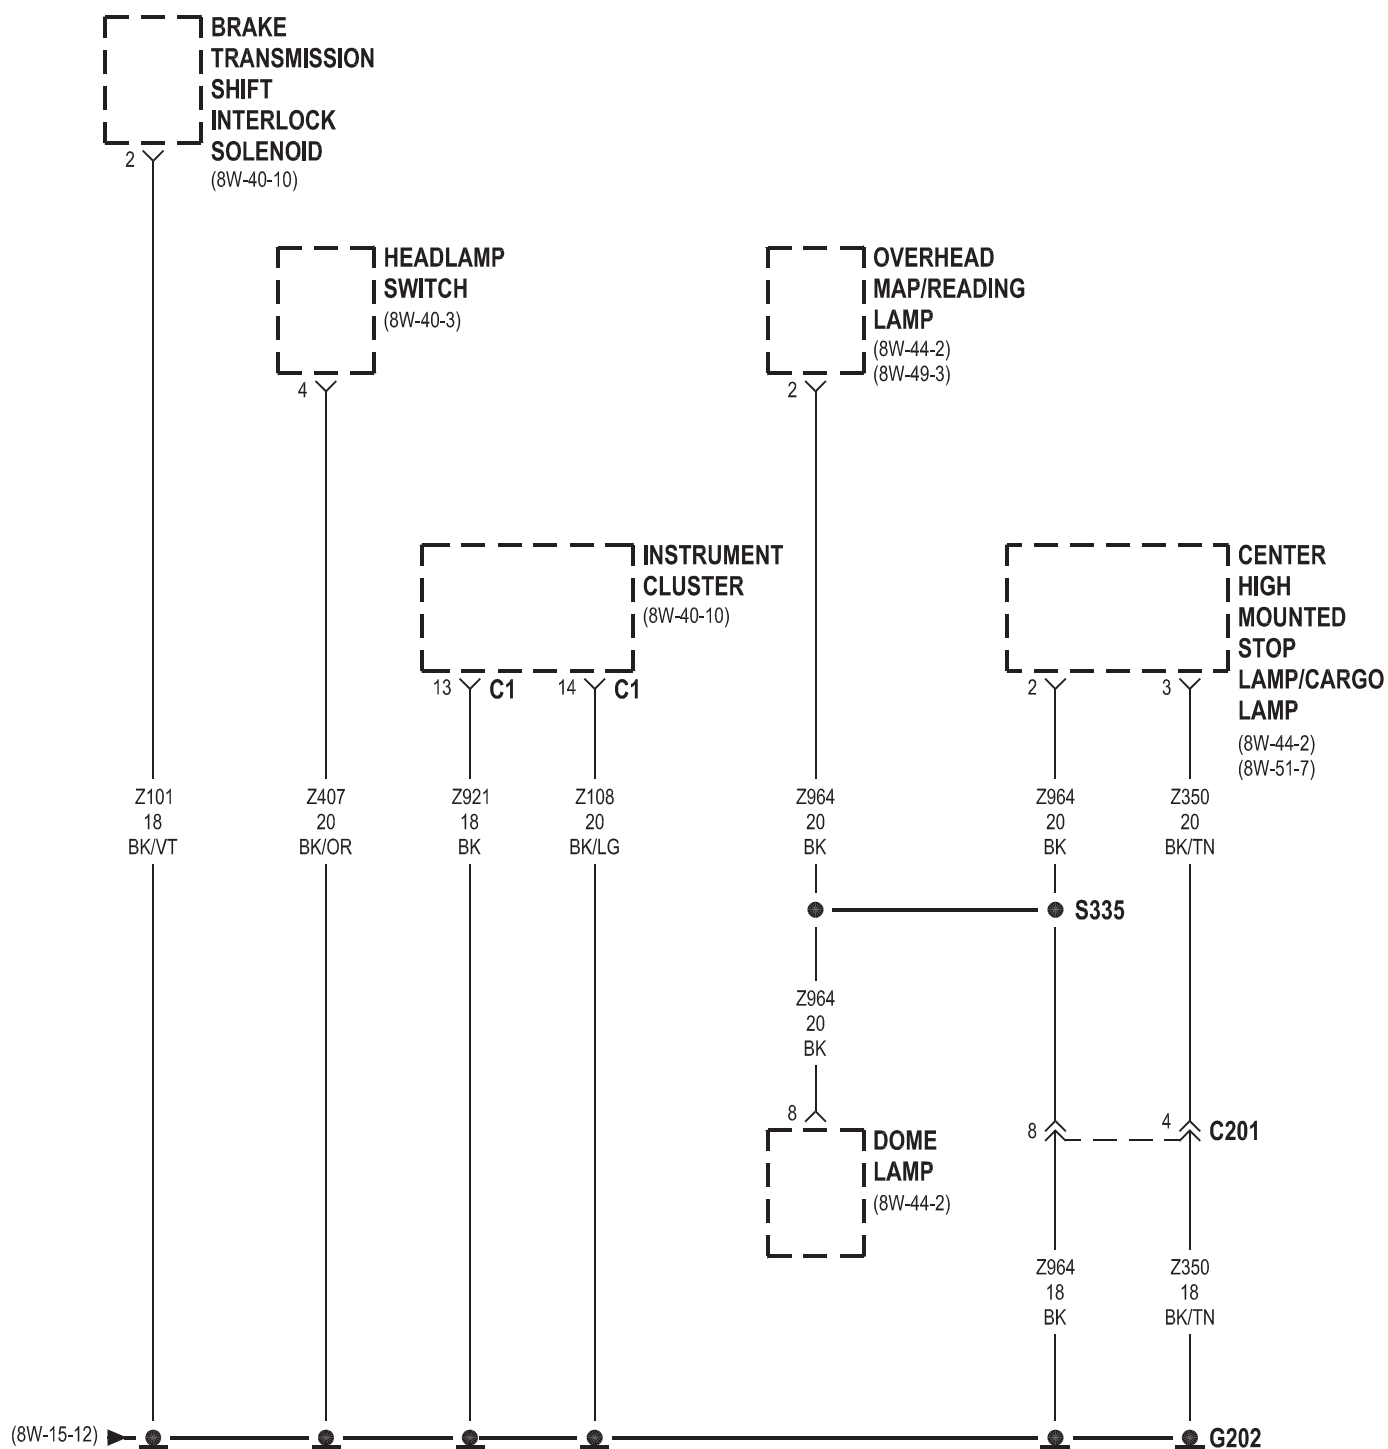 BRAKE
TRANSMISSION
SHIFT
INTERLOCK
SOLENOID
(8W-40-10)
2
HEADLAMP
SWITCH
(8W-40-3)
4
OVERHEAD
MAP/READING
LAMP
(8W-44-2)
(8W-49-3)
2
INSTRUMENT
CLUSTER
(8W-40-10)
13 C1 14 C1
CENTER
HIGH
MOUNTED
STOP
LAMP/CARGO
LAMP
(8W-44-2)
(8W-51-7)
2 3
Z101
18
BK/VT
Z407
20
BK/OR
Z921
18
BK
Z108
20
BK/LG
Z964
20
BK
Z964
20
BK
Z350
20
BK/TN
S335
Z964
20
BK
8
DOME
LAMP
(8W-44-2)
8 4 C201
Z964
18
BK
Z350
18
BK/TN
(8W-15-12) G202